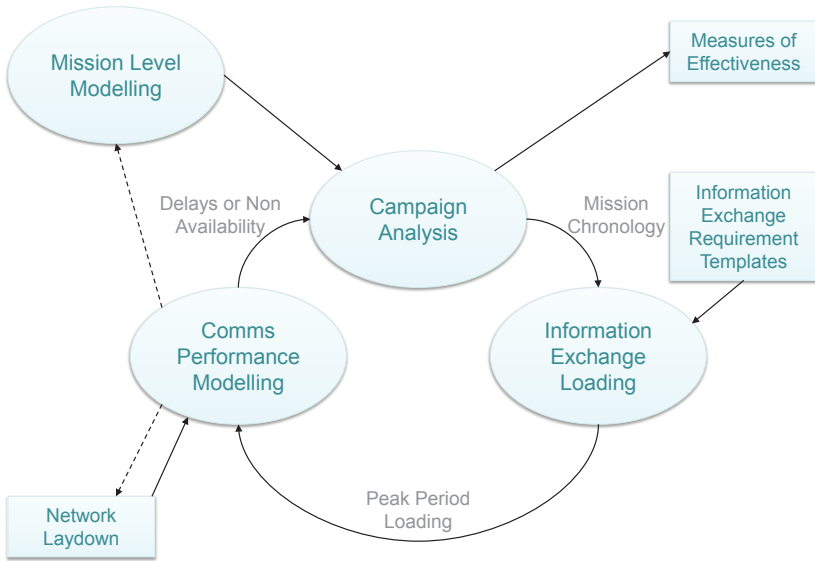 Mission Level
Modelling
Measures of
Effectiveness
Delays or Non
Availability
Campaign
Analysis
Mission
Chronology
Information
Exchange
Requirement
Templates
Comms
Performance
Modelling
Information
Exchange
Loading
Peak Period
Loading
Network
Laydown